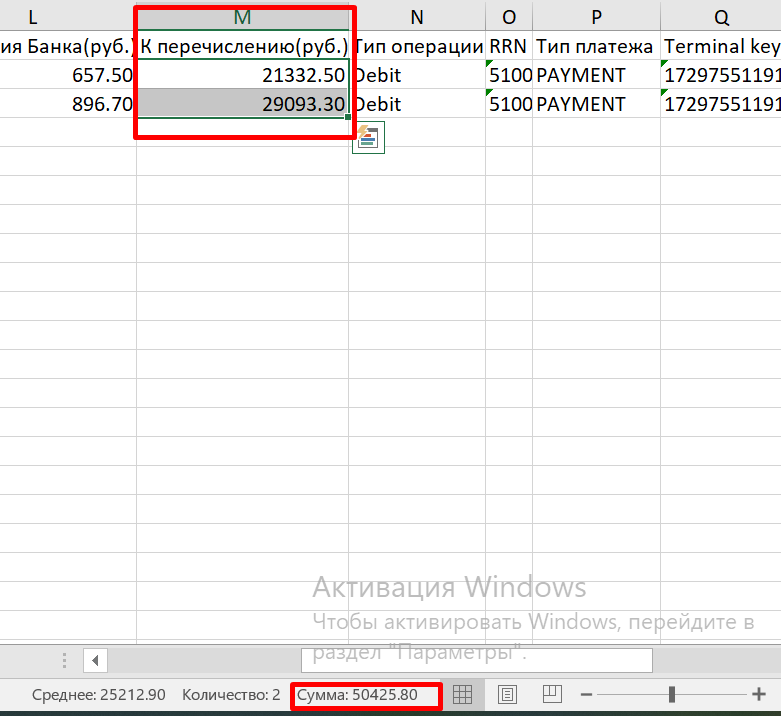 L M N O P Q
ия Банка(руб.) К перечислению(руб.) Тип операции RRN Тип платежа Terminal key
657.50 21332.50 Debit 5100 PAYMENT 17297551191
896.70 29093.30 Debit 5100 PAYMENT 17297551191
Активация Windows
Чтобы активировать Windows, перейдите в
раздел "Параметры".
Среднее: 25212.90 Количество: 2 Сумма: 50425.80